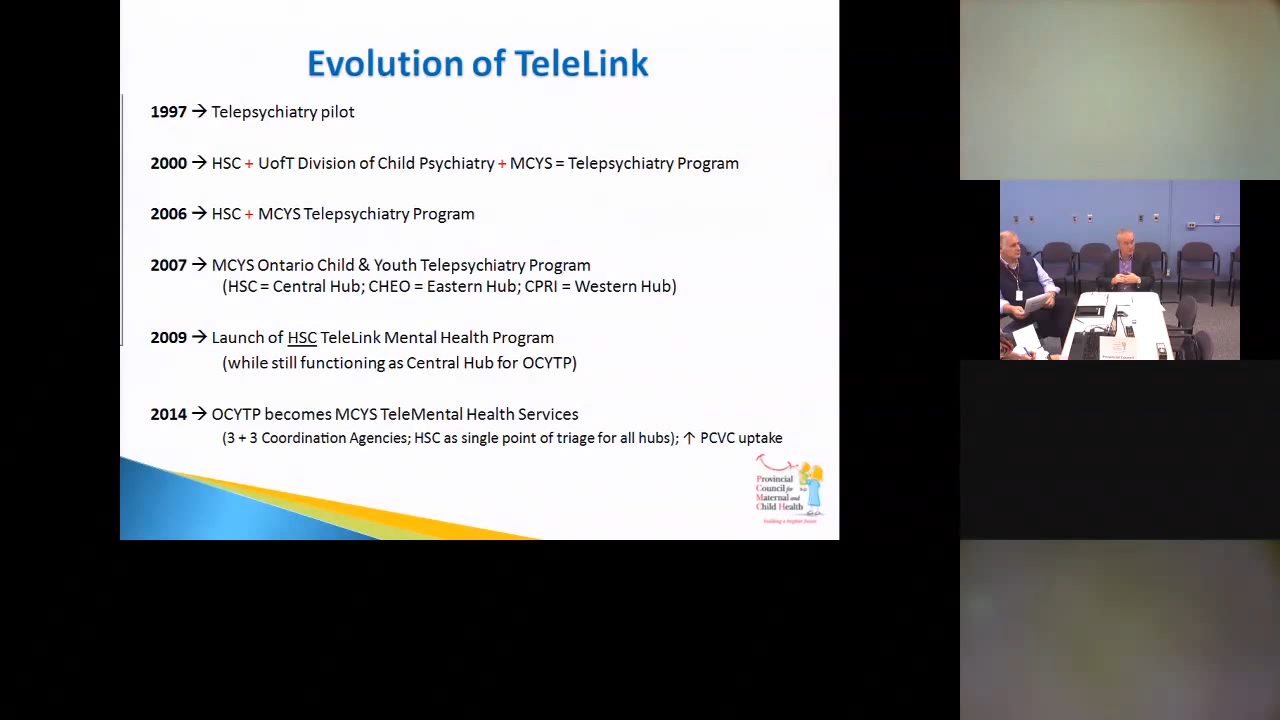 Evolution of TeleLink
1997 → Telepsychiatry pilot
2000 → HSC + UofT Division of Child Psychiatry + MCYS = Telepsychiatry Program
2006 → HSC + MCYS Telepsychiatry Program
2007 → MCYS Ontario Child & Youth Telepsychiatry Program
(HSC = Central Hub; CHEO = Eastern Hub; CPRI = Western Hub)
2009 → Launch of HSC TeleLink Mental Health Program
(while still functioning as Central Hub for OCYTP)
2014 → OCYTP becomes MCYS TeleMental Health Services
(3 + 3 Coordination Agencies; HSC as single point of triage for all hubs); ↑ PCVC uptake
Provincial
Council for
Maternal and
Child Health
building a brighter future